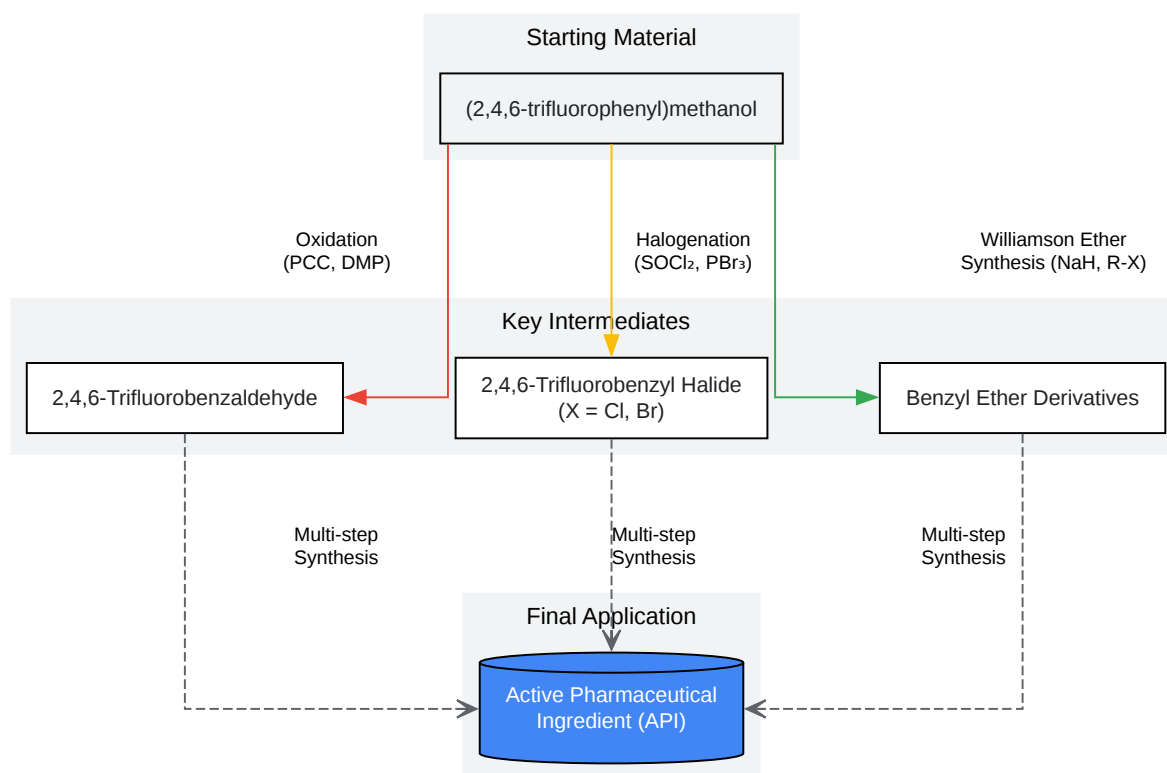 Starting Material
(2,4,6-trifluorophenyl)methanol
Oxidation
(PCC, DMP)
Halogenation
(SOCl₂, PBr₃)
Williamson Ether
Synthesis (NaH, R-X)
Key Intermediates
2,4,6-Trifluorobenzaldehyde
2,4,6-Trifluorobenzyl Halide
(X = Cl, Br)
Benzyl Ether Derivatives
Multi-step
Synthesis
Multi-step
Synthesis
Multi-step
Synthesis
Final Application
Active Pharmaceutical
Ingredient (API)